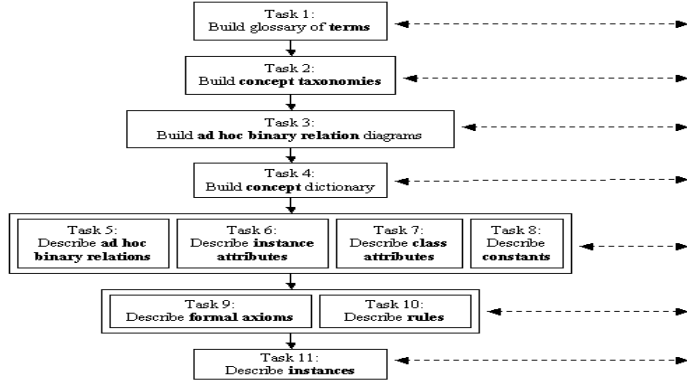 Task 1:
Build glossary of terms
Task 2:
Build concept taxonomies
Task 3:
Build ad hoc binary relation diagrams
Task 4:
Build concept dictionary
Task 5:
Describe ad hoc
binary relations
Task 6:
Describe instance
attributes
Task 7:
Describe class
attributes
Task 8:
Describe
constants
Task 9:
Describe formal axioms
Task 10:
Describe rules
Task 11:
Describe instances